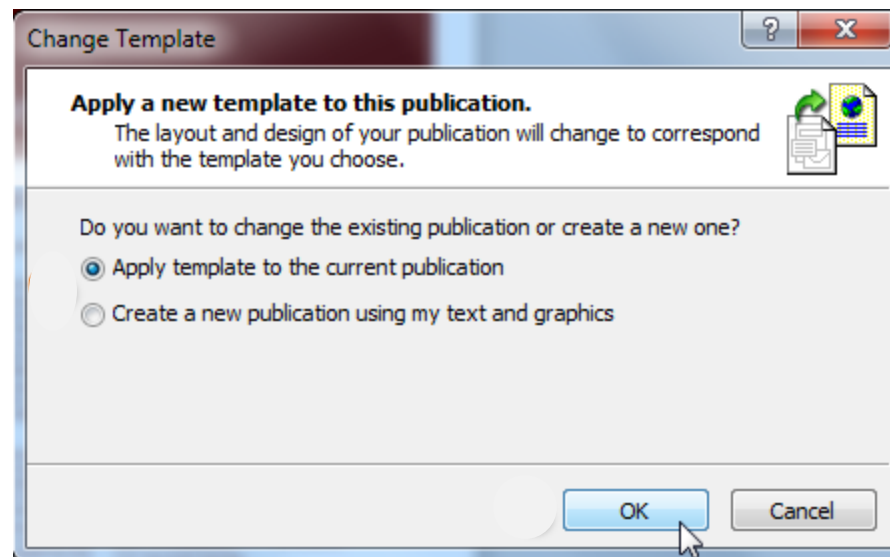 Change Template
Apply a new template to this publication.
The layout and design of your publication will change to correspond
with the template you choose.
Do you want to change the existing publication or create a new one?
Apply template to the current publication
Create a new publication using my text and graphics
OK
Cancel